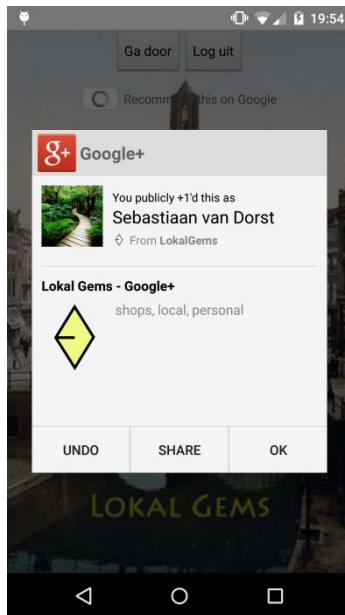 19:54
Ga door Log uit
Recommend this on Google
g+ Google+
You publicly +1'd this as
Sebastiaan van Dorst
From LokalGems
Lokal Gems - Google+
shops, local, personal
UNDO SHARE OK
LOKAL GEMS